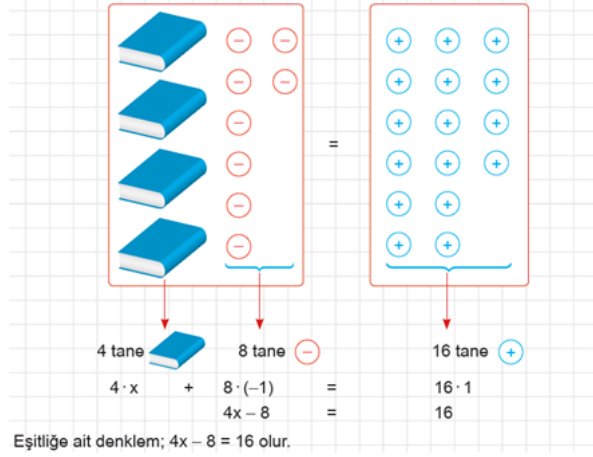 =
4 tane 8 tane − 16 tane +
4 · x + 8 · (−1) = 16 · 1
4x – 8 = 16
Eşitliğe ait denklem; 4x – 8 = 16 olur.